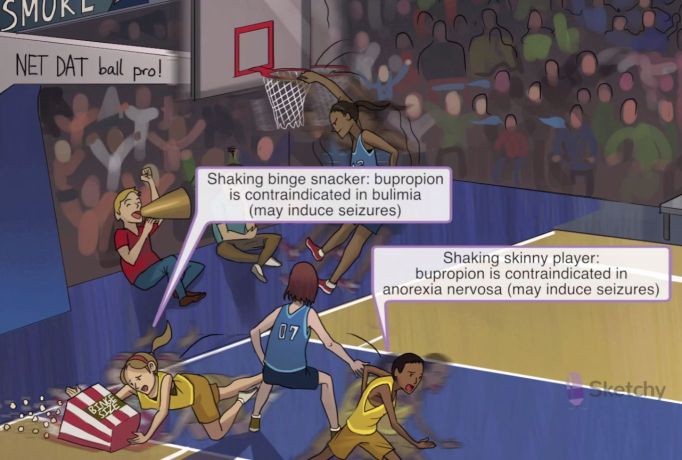 SMOKE
NET DAT ball pro!
Shaking binge snacker: bupropion
is contraindicated in bulimia
(may induce seizures)
Shaking skinny player:
bupropion is contraindicated in
anorexia nervosa (may induce seizures)
07
BINGE
SIZE
Sketchy